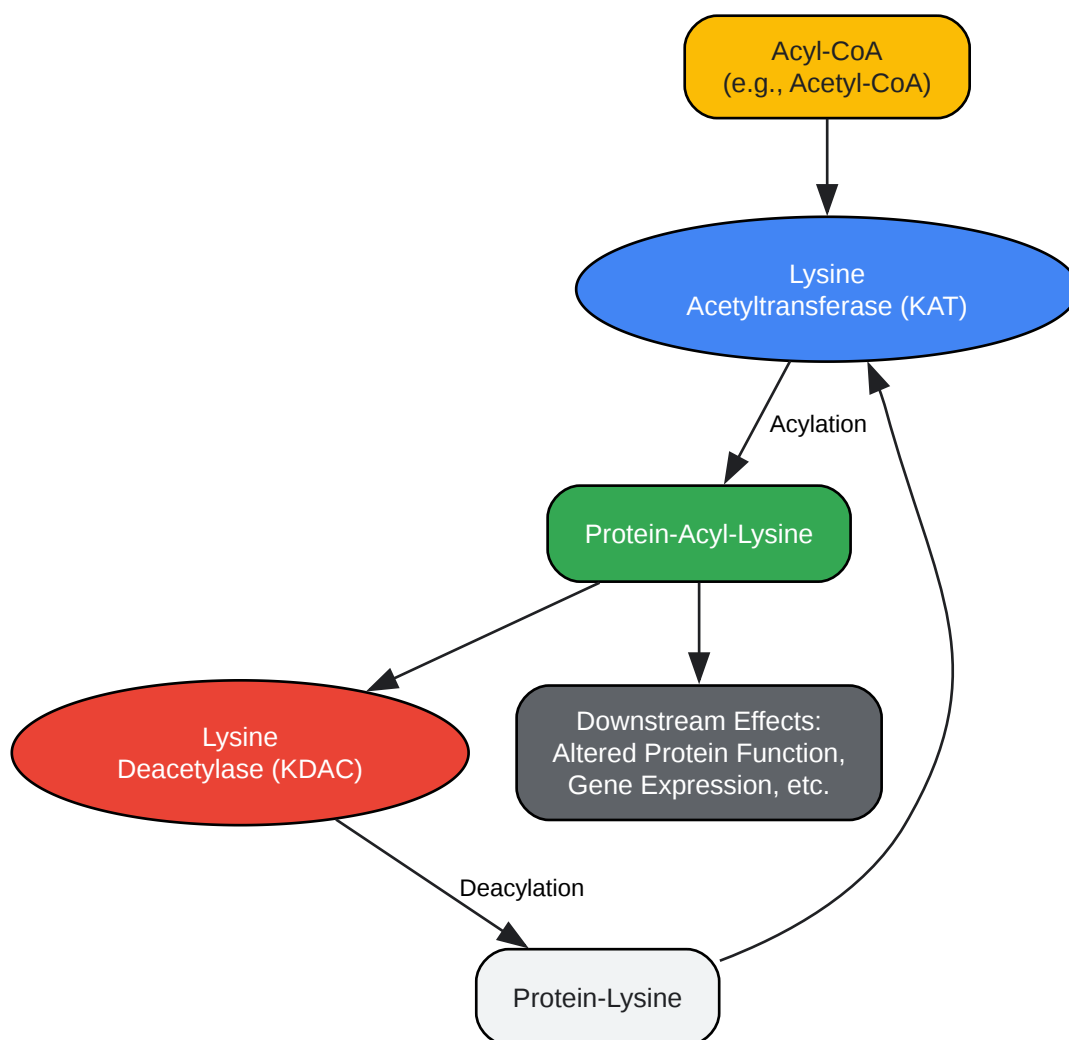 Acyl-CoA
(e.g., Acetyl-CoA)
Lysine
Acetyltransferase (KAT)
Acylation
Protein-Acyl-Lysine
Lysine
Deacetylase (KDAC)
Downstream Effects:
Altered Protein Function,
Gene Expression, etc.
Deacylation
Protein-Lysine